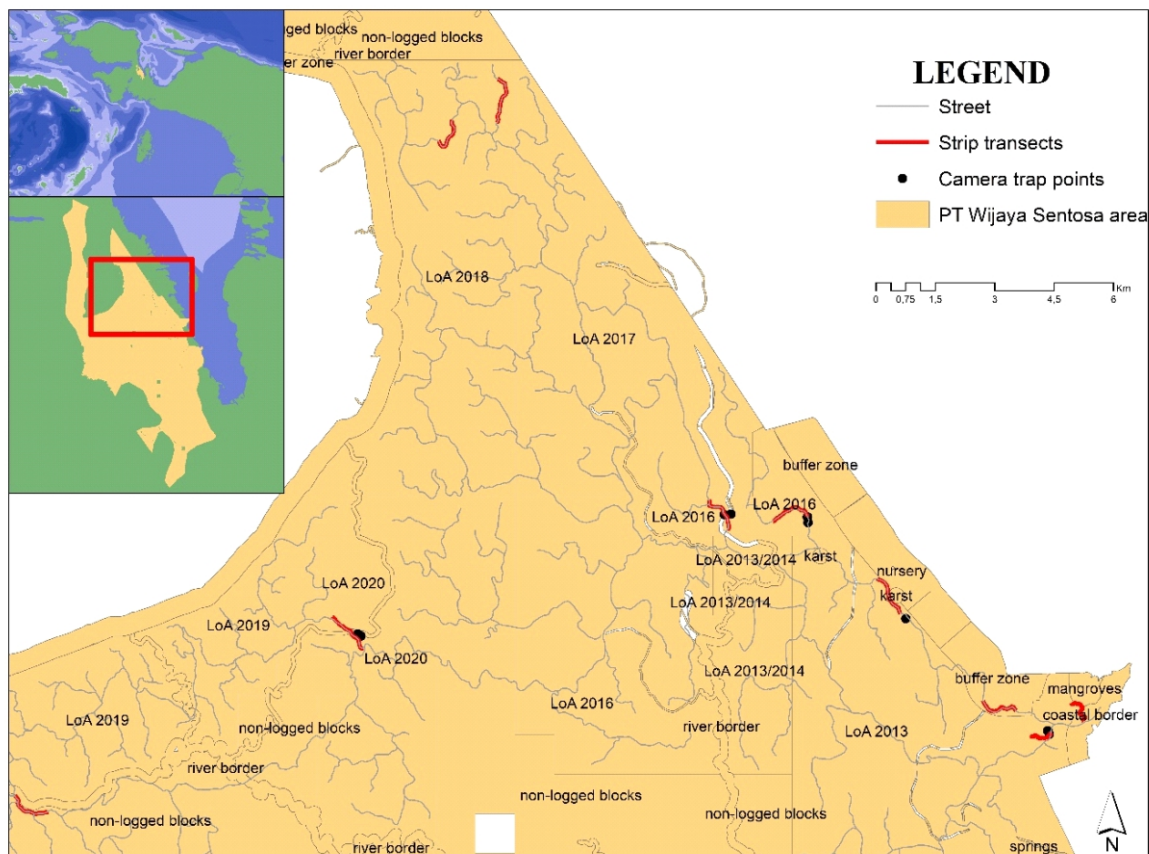 non-logged blocks
gged blocks
river border
er zone
LEGEND
Street
Strip transects
Camera trap points
PT Wijaya Sentosa area
Km
0 0,75 1,5 3 4,5 6
LoA 2018
LoA 2017
buffer zone
LoA 2016
LoA 2016
karst
LoA 2013/2014
nursery
LoA 2020
karst
LoA 2013/2014
LoA 2019
LoA 2020
LoA 2013/2014
buffer zone
mangroves
LoA 2016
LoA 2019
coastal border
non-logged blocks
river border
LoA 2013
river border
non-logged blocks
non-logged blocks
non-logged blocks
river border
springs
N